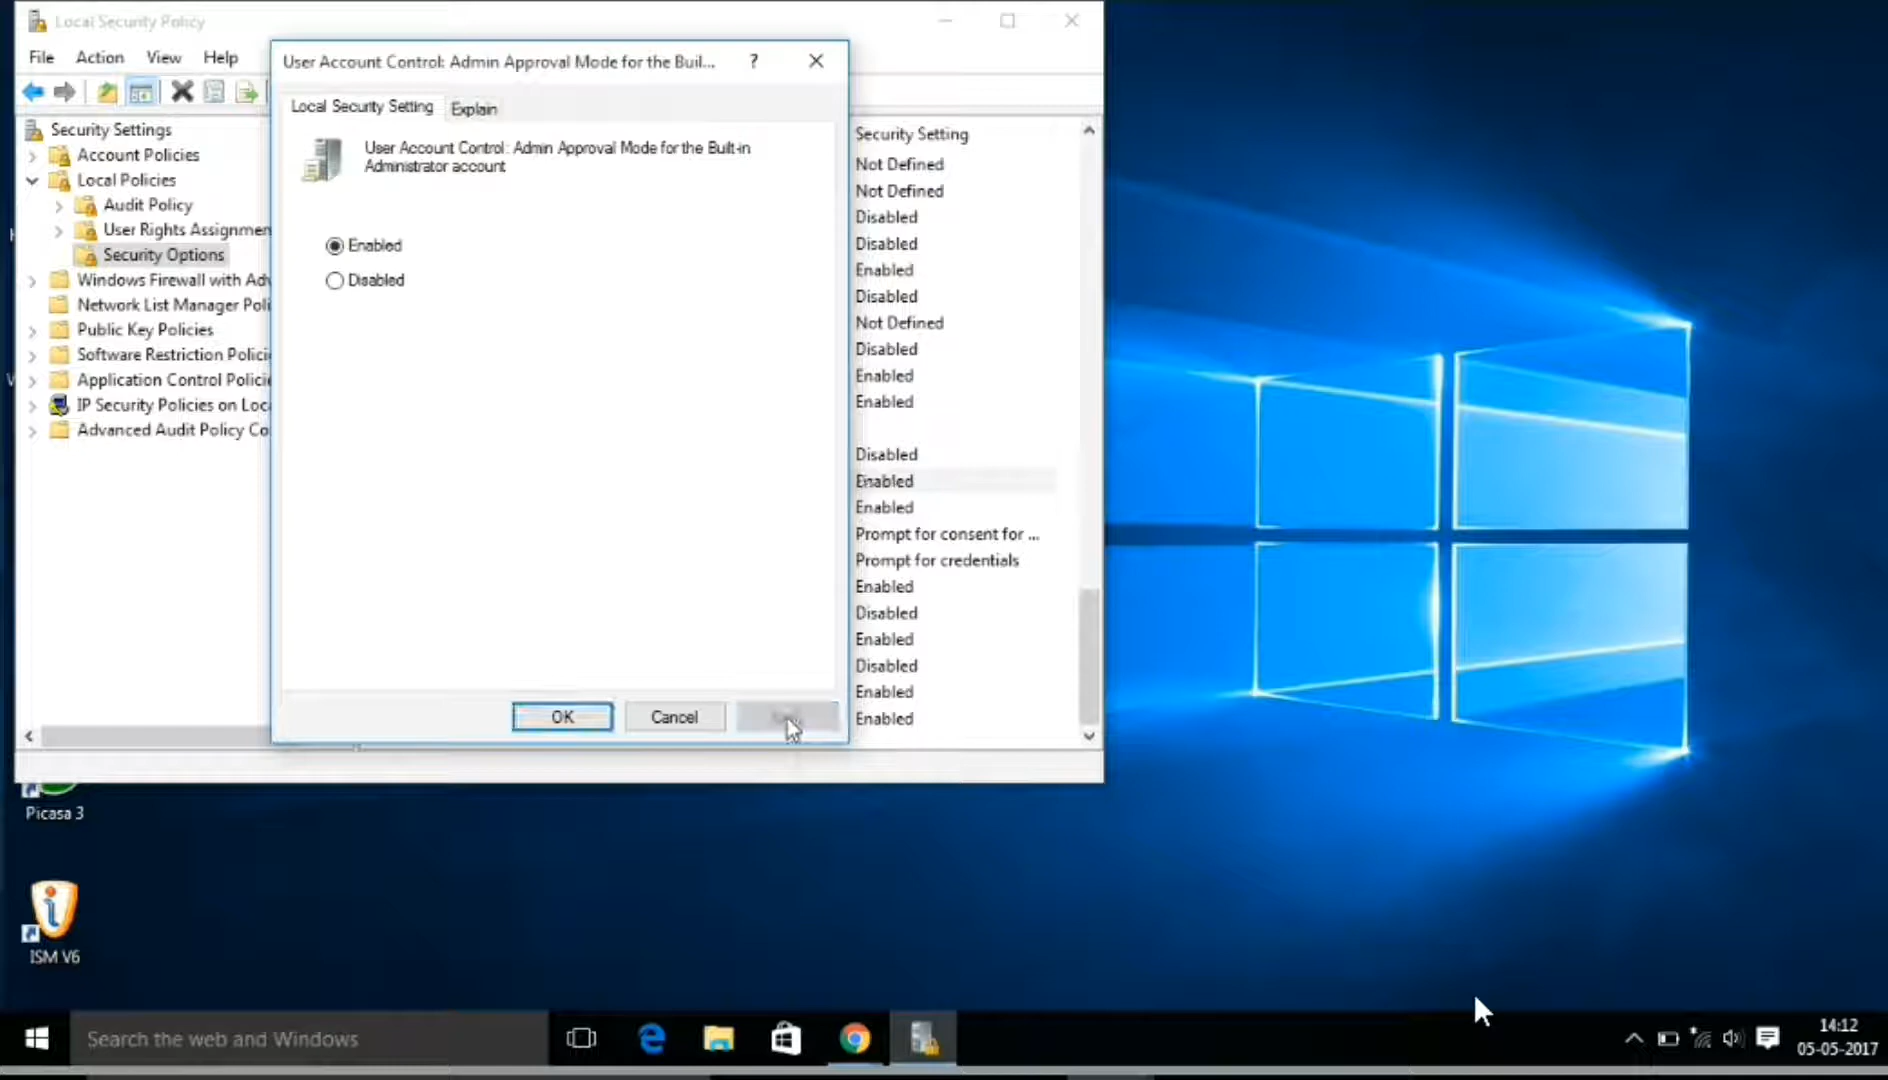 Local Security Policy
File Action View Help
Security Settings
Account Policies
Local Policies
Audit Policy
User Rights Assignmen
Security Options
Windows Firewall with Adv
Network List Manager Poli
Public Key Policies
Software Restriction Polici
Application Control Policie
IP Security Policies on Loca
Advanced Audit Policy Co
User Account Control: Admin Approval Mode for the Buil... ?
Local Security Setting Explain
User Account Control: Admin Approval Mode for the Built-in
Administrator account
Enabled
Disabled
OK Cancel
Security Setting
Not Defined
Not Defined
Disabled
Disabled
Enabled
Disabled
Not Defined
Disabled
Enabled
Enabled
Disabled
Enabled
Enabled
Prompt for consent for ...
Prompt for credentials
Enabled
Disabled
Enabled
Disabled
Enabled
Enabled
Picasa 3
ISM V6
Search the web and Windows
14:12
05-05-2017